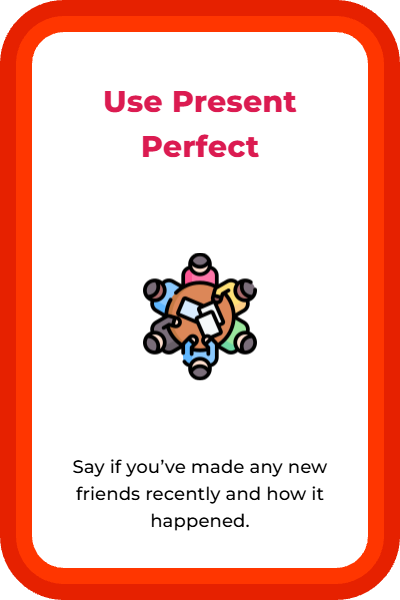 Use Present
Perfect
Say if you’ve made any new
friends recently and how it
happened.